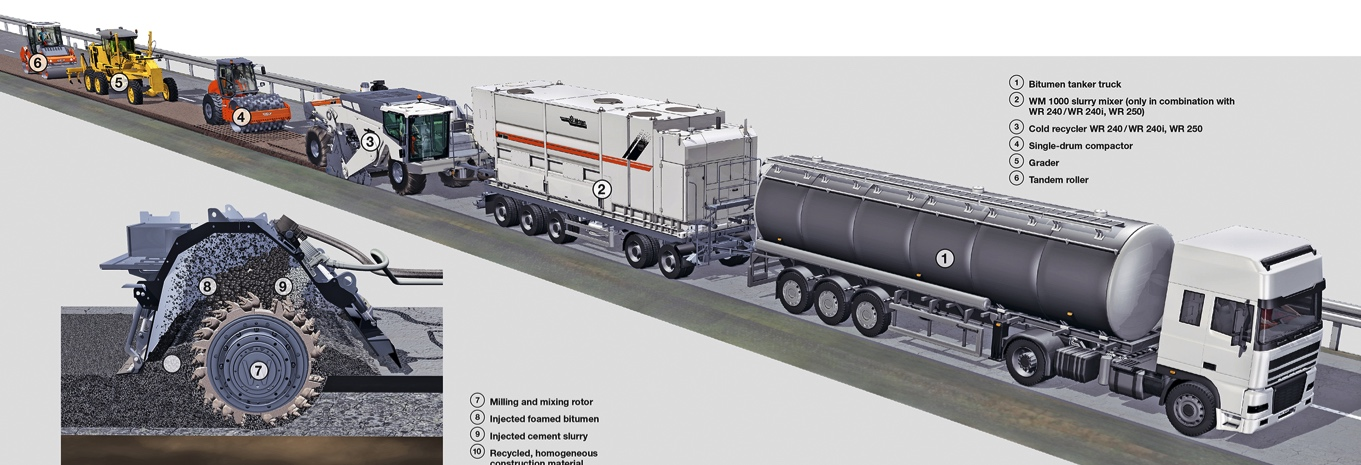 1 Bitumen tanker truck
2 WM 1000 slurry mixer (only in combination with
WR 240/WR 240i, WR 250)
3 Cold recycler WR 240/WR 240i, WR 250
4 Single-drum compactor
5 Grader
6 Tandem roller
6
5
4
3
2
1
8
9
7
7 Milling and mixing rotor
8 Injected foamed bitumen
9 Injected cement slurry
10 Recycled, homogeneous
construction material